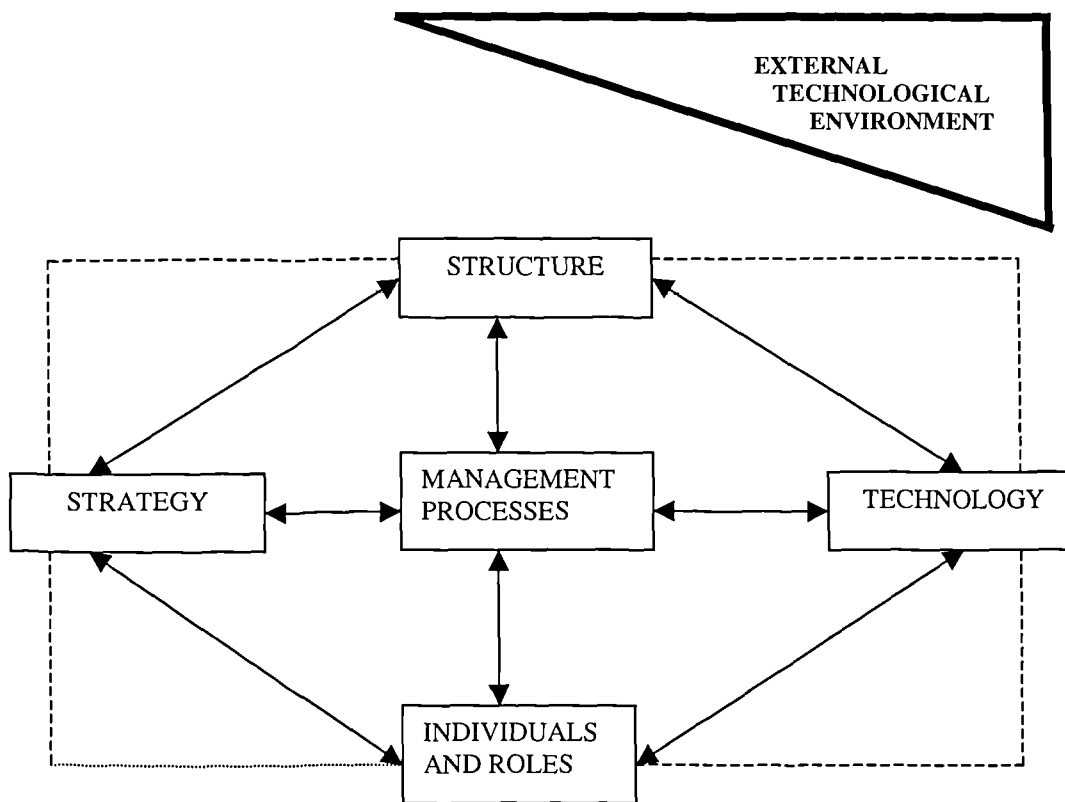 EXTERNAL
TECHNOLOGICAL
ENVIRONMENT
STRUCTURE
STRATEGY
MANAGEMENT
PROCESSES
TECHNOLOGY
INDIVIDUALS
AND ROLES